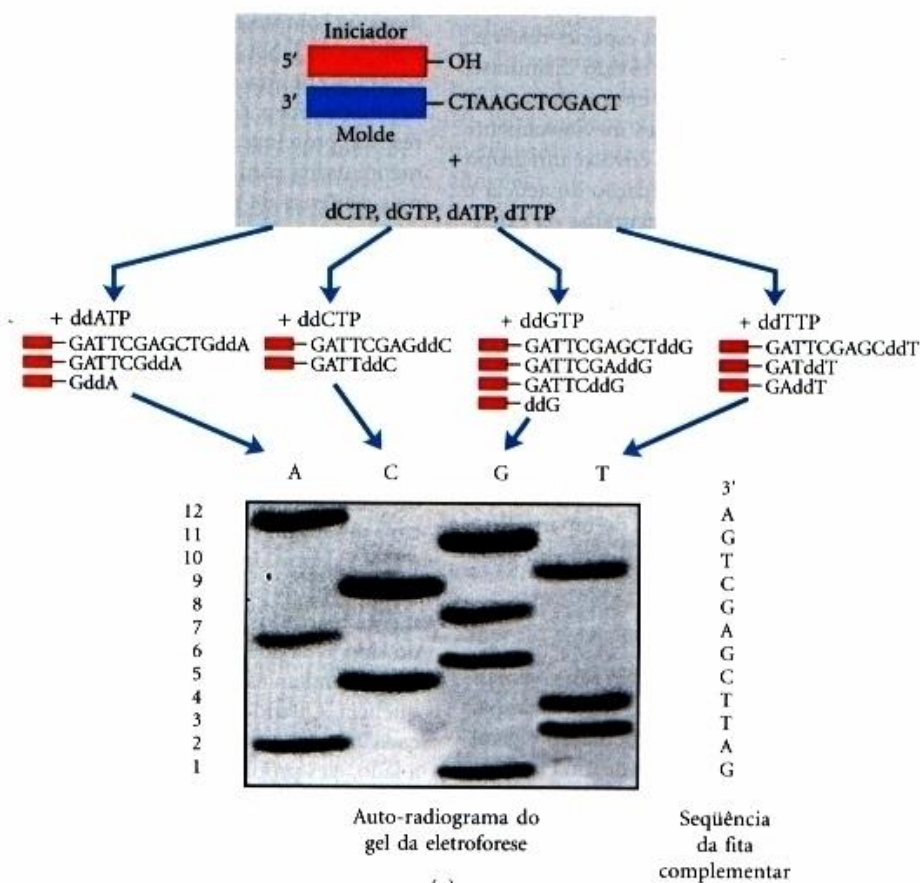 Iniciador
5' OH
3' CTAAGCTCGACT
Molde
+
dCTP, dGTP, dATP, dTTP
+ ddATP
GATTCGAGCTGddA
GATTCGddA
GddA
+ ddCTP
GATTCGAGddC
GATTddC
+ ddGTP
GATTCGAGCTddG
GATTCGAddG
GATTCddG
ddG
+ ddTTP
GATTCGAGCddT
GATddT
GAddT
A C G T
12
11
10
9
8
7
6
5
4
3
2
1
3'
A
G
T
C
G
A
G
C
T
T
A
G
Auto-radiograma do
gel da eletroforese
Seqüência
da fita
complementar